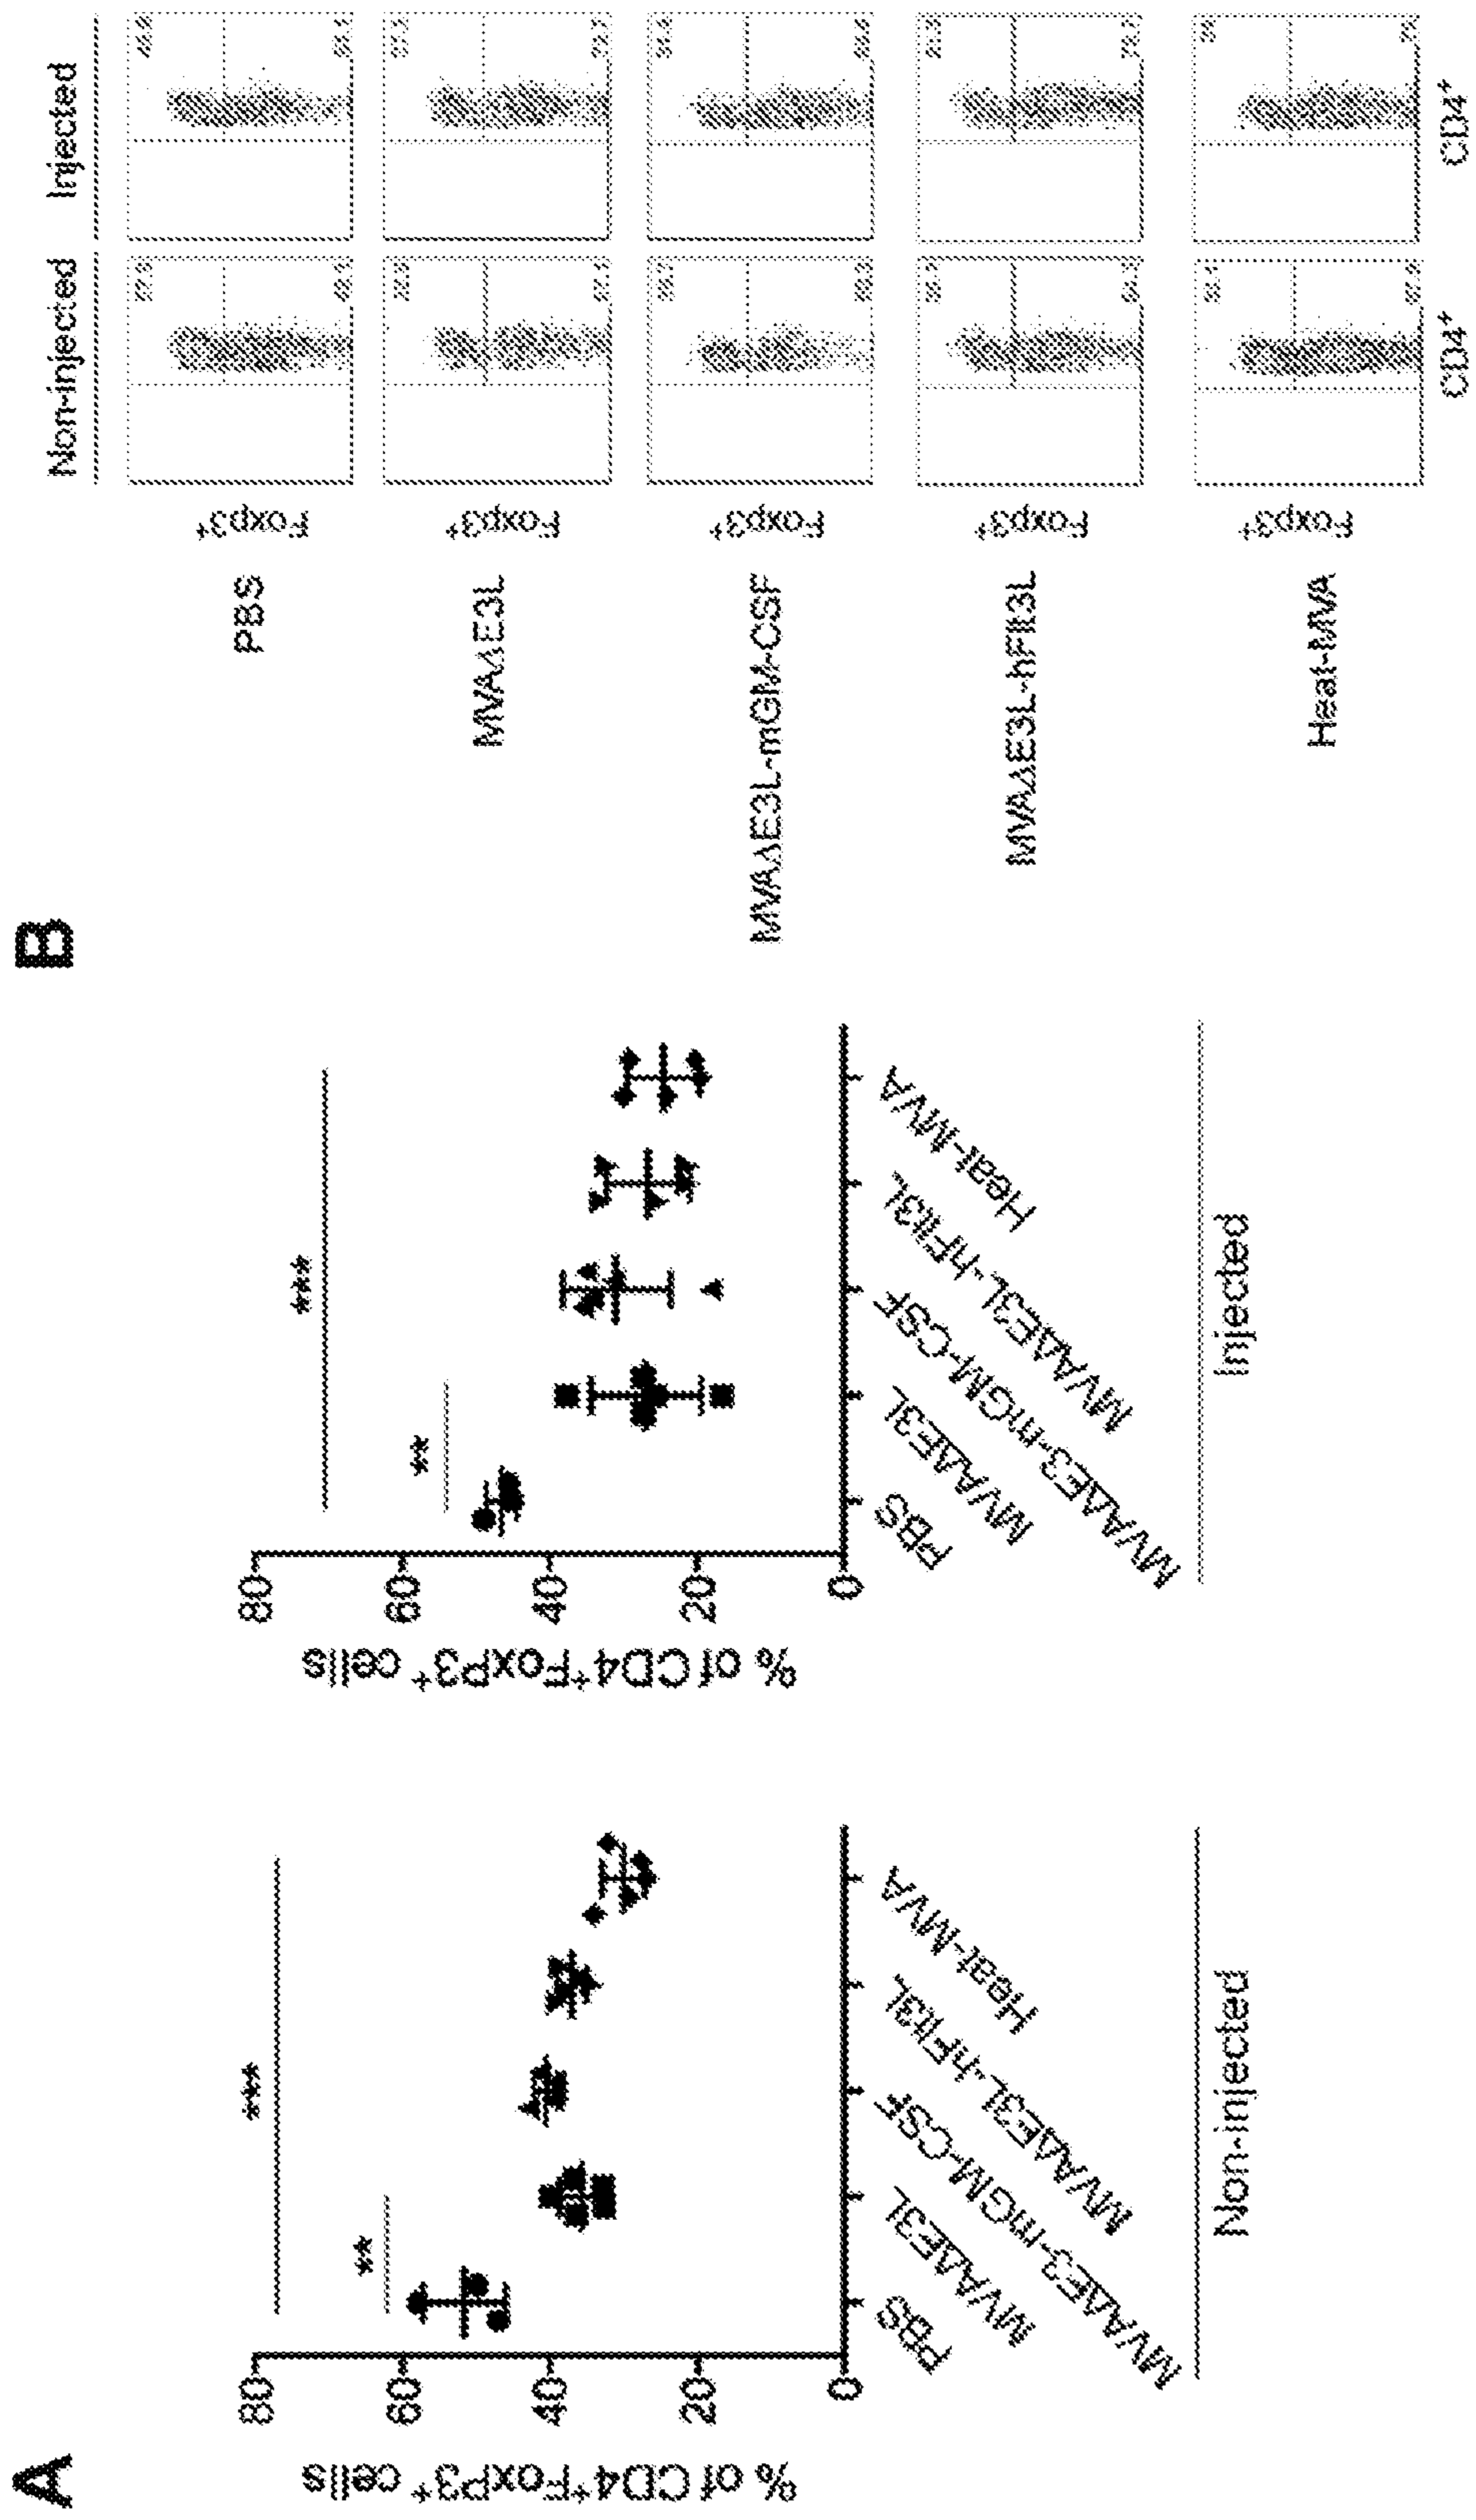 A
% of CD4⁺FoxP3⁺ cells
80
60
40
20
0
**
***
PBS
MVAΔE3L
MVAΔE3-mGM-CSF
MVAΔE3L-hFlt3L
Heat-MVA
Non-injected
% of CD4⁺FoxP3⁺ cells
80
60
40
20
0
**
***
PBS
MVAΔE3L
MVAΔE3-mGM-CSF
MVAΔE3L-hFlt3L
Heat-MVA
Injected
B
Non-injected Injected
PBS
Foxp3⁺
MVAΔE3L
Foxp3⁺
MVAΔE3L-mGM-CSF
Foxp3⁺
MVAΔE3L-hFlt3L
Foxp3⁺
Heat-MVA
Foxp3⁺
CD4⁺ CD4⁺